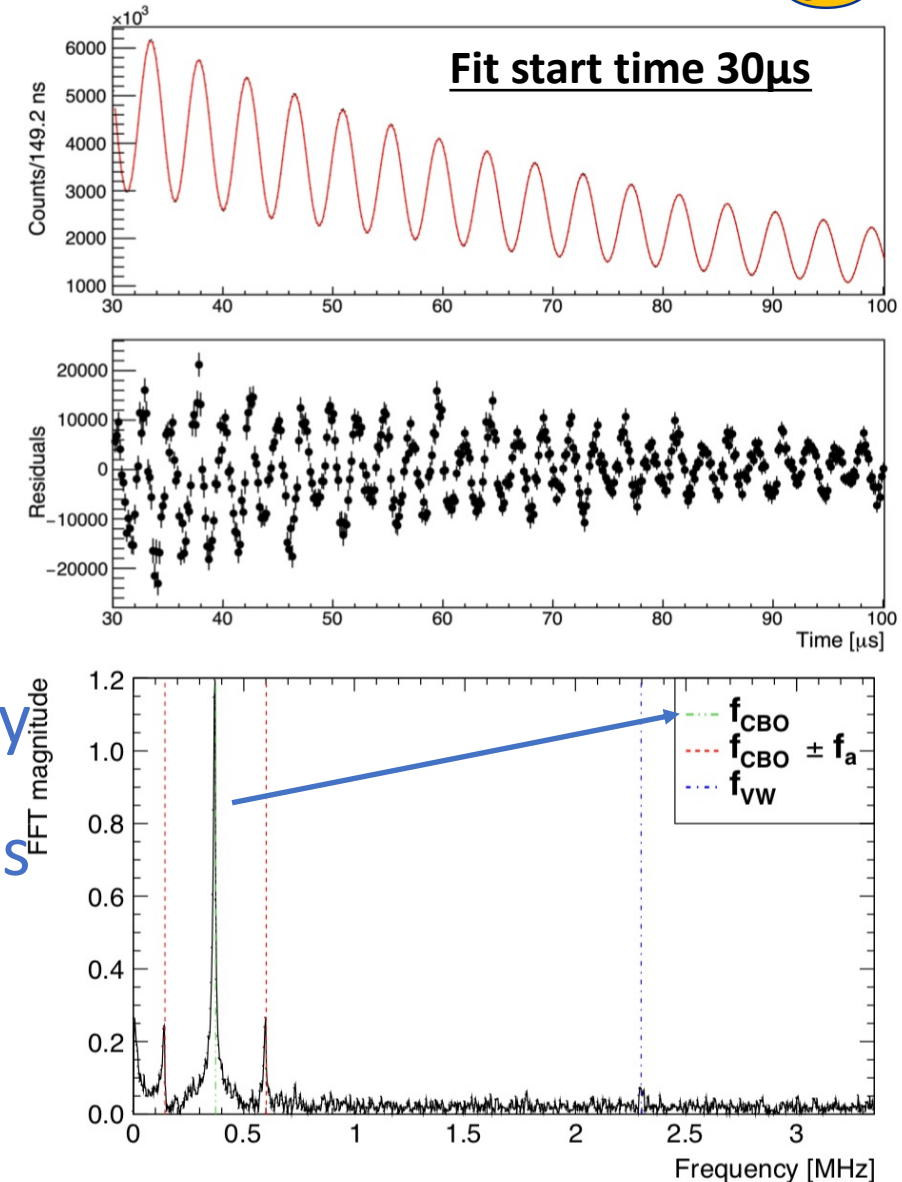 ×10³
Fit start time 30μs
Counts/149.2 ns
6000
5000
4000
3000
2000
1000
30 40 50 60 70 80 90 100
Residuals
20000
10000
0
−10000
−20000
30 40 50 60 70 80 90 100
Time [μs]
y
s
FFT magnitude
1.2
1.0
0.8
0.6
0.4
0.2
0.0
f_CBO
f_CBO ± f_a
f_VW
0 0.5 1 1.5 2 2.5 3
Frequency [MHz]